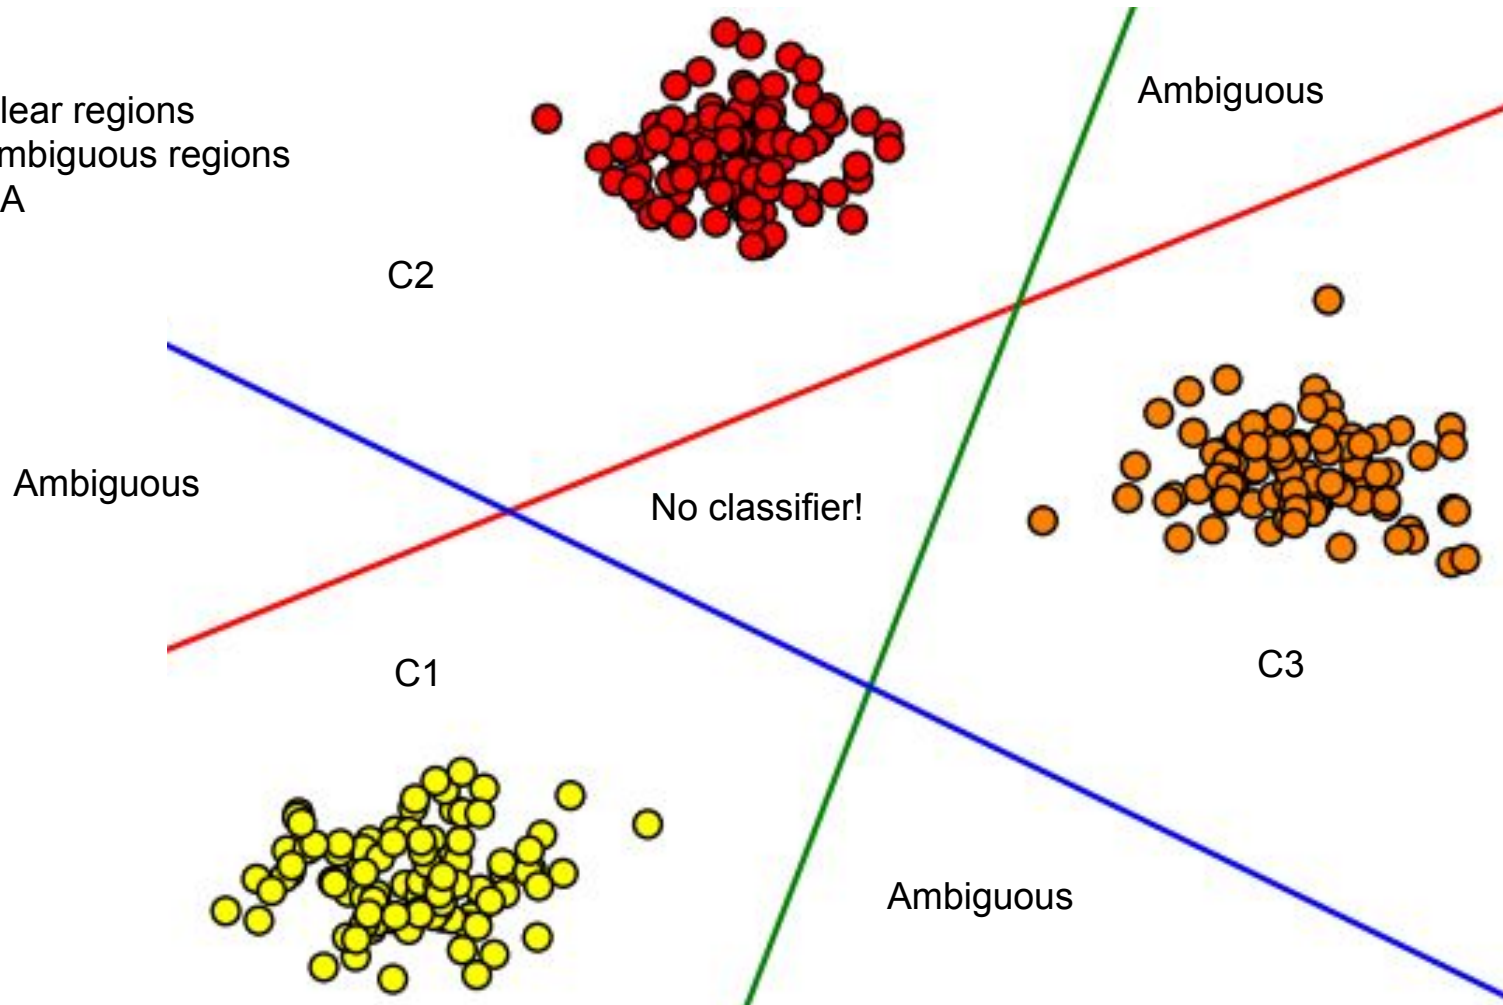 lear regions
mbiguous regions
A
Ambiguous
C2
Ambiguous
No classifier!
C1
C3
Ambiguous